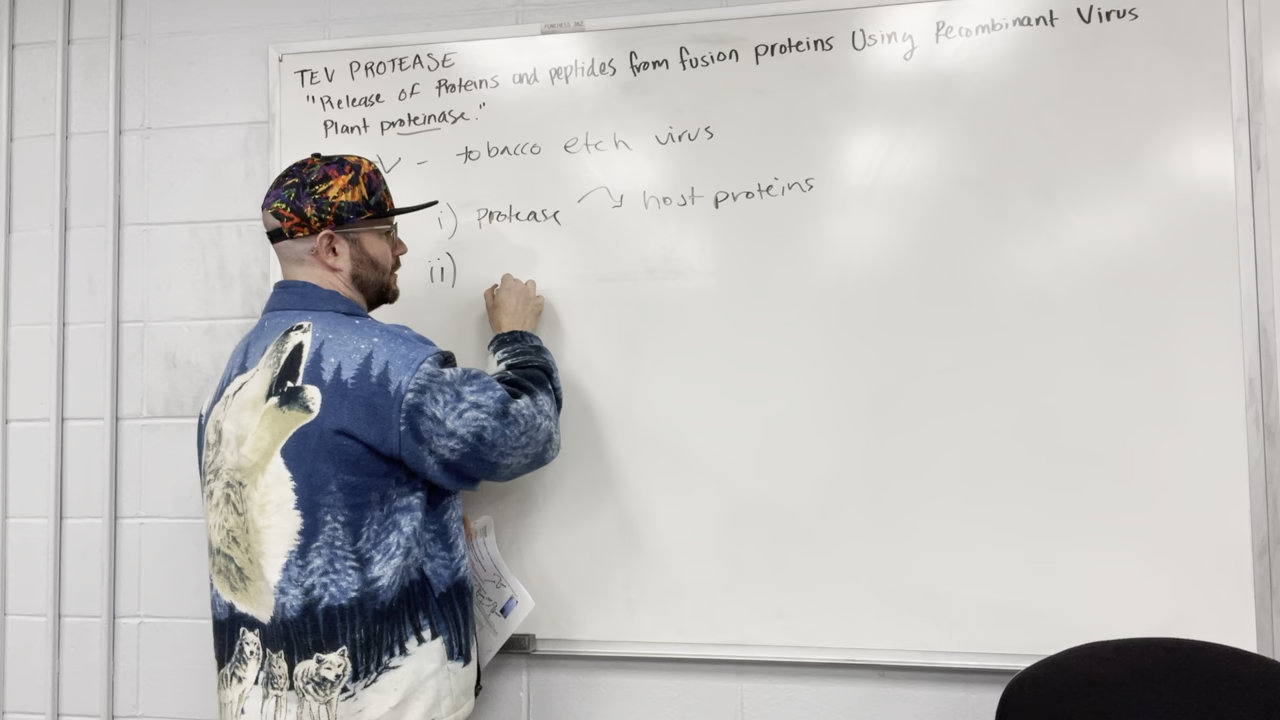 TEV PROTEASE
"Release of Proteins and peptides from fusion proteins Using Recombinant Virus
Plant proteinase."
V - tobacco etch virus
i) Protease → host proteins
ii)